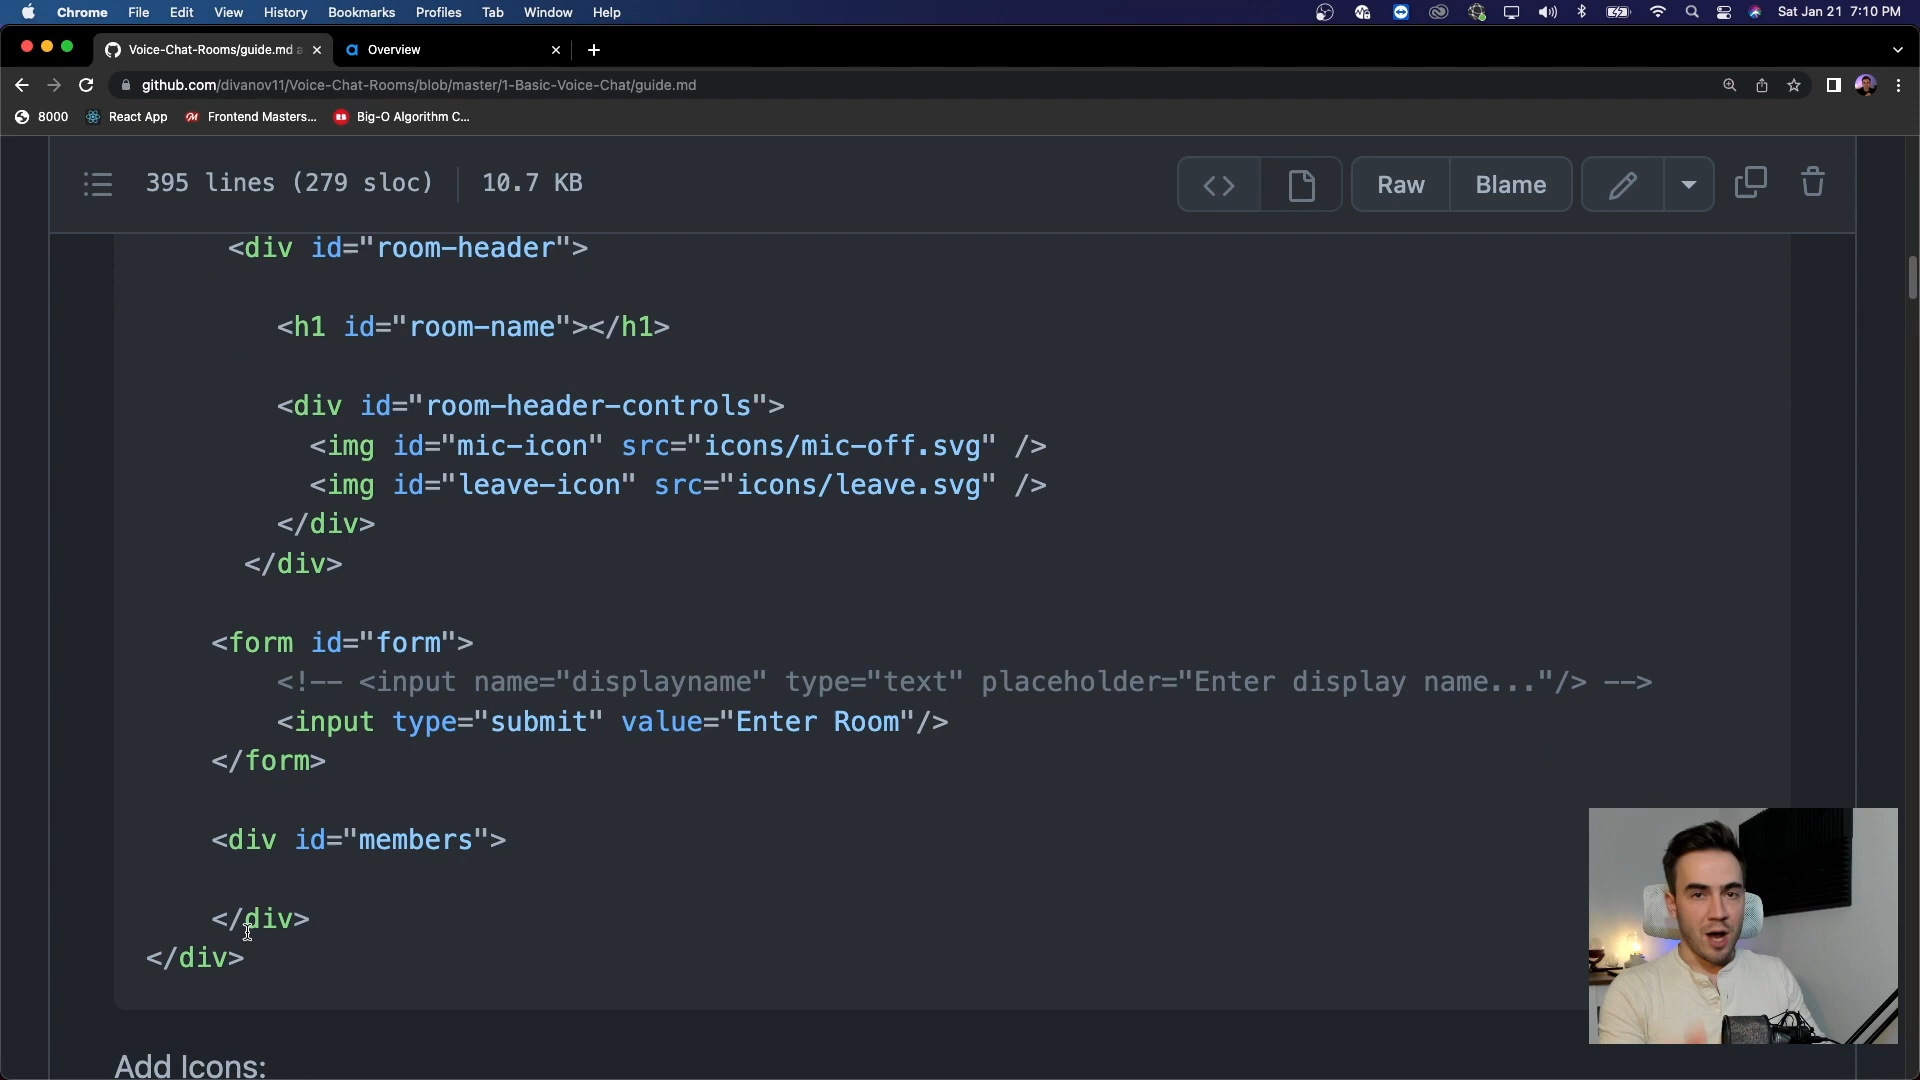 Chrome File Edit View History Bookmarks Profiles Tab Window Help Sat Jan 21 7:10 PM
Voice-Chat-Rooms/guide.md a Overview
github.com/divanov11/Voice-Chat-Rooms/blob/master/1-Basic-Voice-Chat/guide.md
8000 React App Frontend Masters... Big-O Algorithm C...
395 lines (279 sloc) 10.7 KB Raw Blame
<div id="room-header">
<h1 id="room-name"></h1>
<div id="room-header-controls">
<img id="mic-icon" src="icons/mic-off.svg" />
<img id="leave-icon" src="icons/leave.svg" />
</div>
</div>
<form id="form">
<!-- <input name="displayname" type="text" placeholder="Enter display name..."/> -->
<input type="submit" value="Enter Room"/>
</form>
<div id="members">
</div>
</div>
Add Icons: